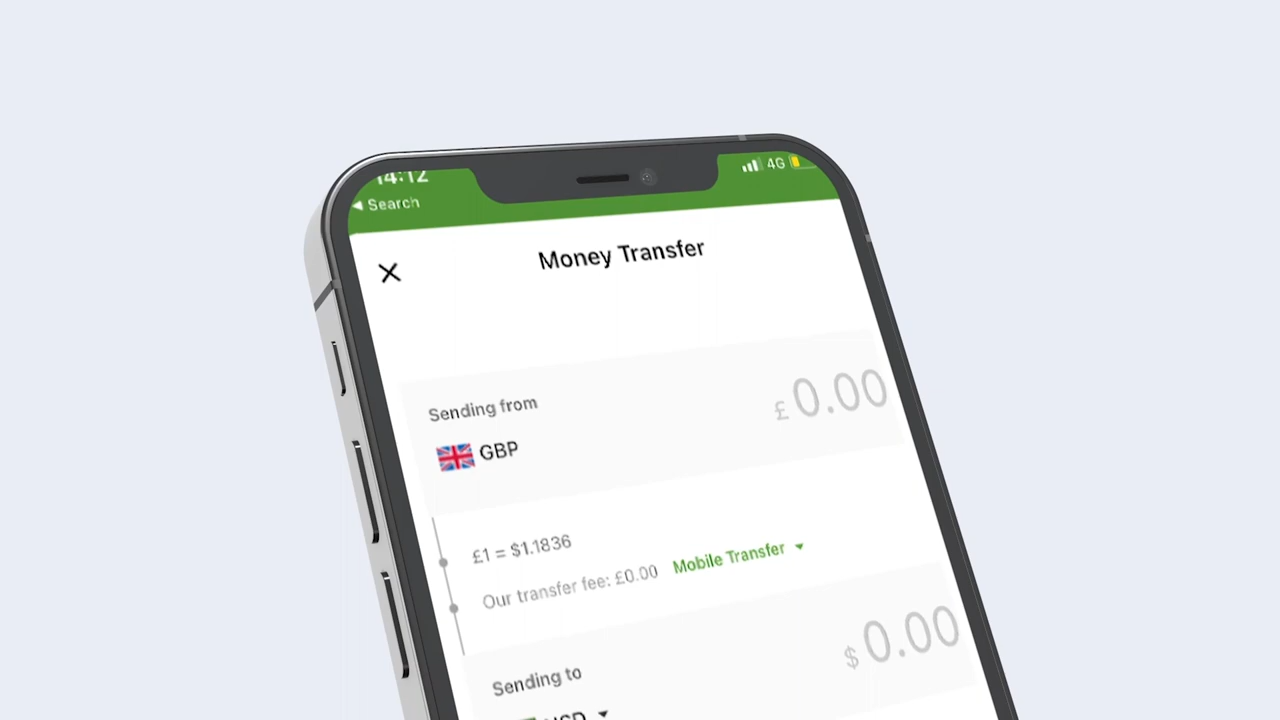 14:12
4G
◀ Search
Money Transfer
Sending from
£0.00
GBP
£1 = $1.1836
Our transfer fee: £0.00 Mobile Transfer
$0.00
Sending to